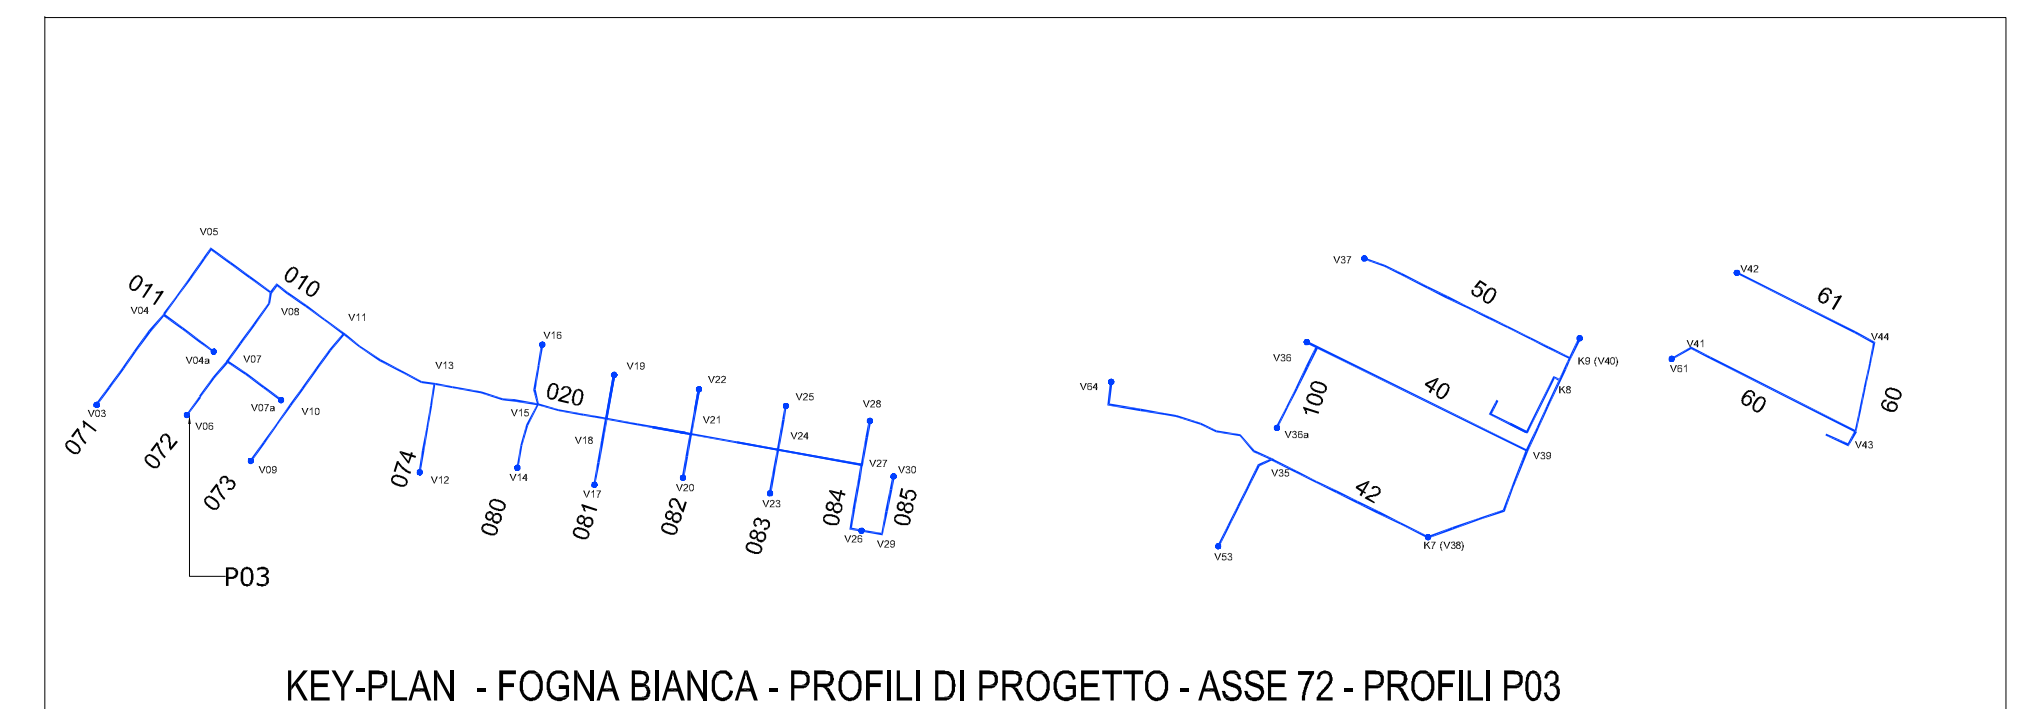 V05
011
010
V04
V08
V11
V04a
V07
V07a
V03
V10
V06
071
072
V09
073
P03
V13
V16
V15
020
074
V12
V14
080
V19
V18
V17
081
V22
V21
V20
082
V25
V24
V23
083
V28
V27
V30
084
085
V26
V29
V37
50
V36
100
40
K9 (V40)
K8
V64
V36a
V39
V35
42
V53
K7 (V38)
V42
61
V41
V44
V61
60
60
V43
KEY-PLAN - FOGNA BIANCA - PROFILI DI PROGETTO - ASSE 72 - PROFILI P03